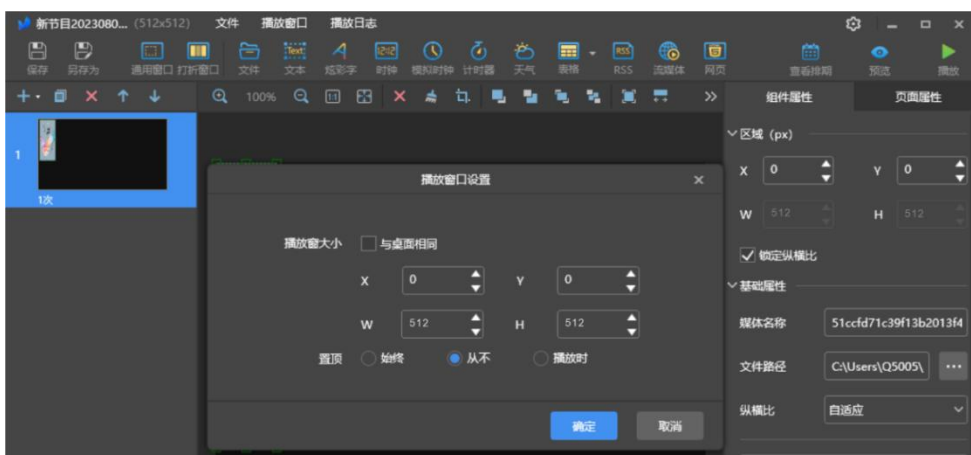 新节目2023080... (512x512) 文件 播放窗口 播放日志
保存 另存为 通用窗口 打折窗口 文件 文本 炫彩字 时钟 模拟时钟 计时器 天气 表格 RSS 流媒体 网页 查看排期 预览 播放
100% 1:1 组件属性 页面属性
1
1次
播放窗口设置
播放窗大小 与桌面相同
X 0 Y 0
W 512 H 512
置顶 始终 从不 播放时
确定 取消
区域 (px)
X 0 Y 0
W 512 H 512
锁定纵横比
基础属性
媒体名称 51ccfd71c39f13b2013f4
文件路径 C:\Users\Q5005\ ...
纵横比 自适应